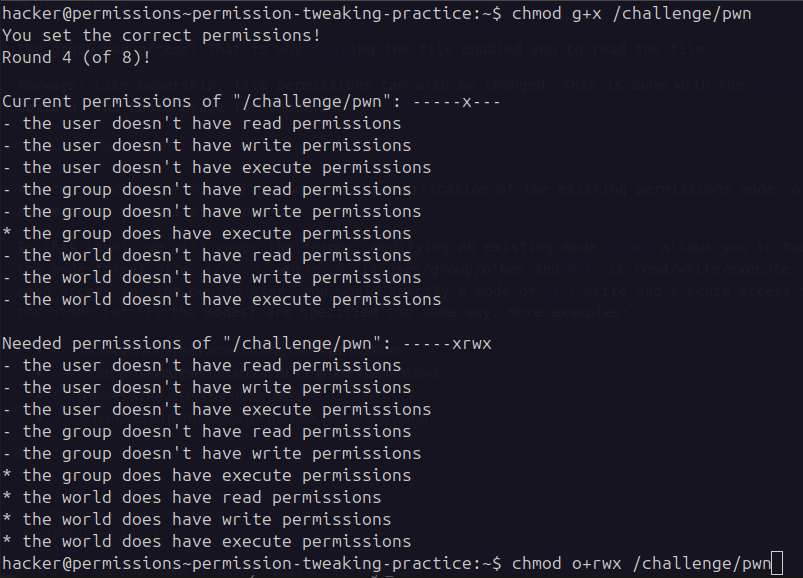 hacker@permissions~permission-tweaking-practice:~$ chmod g+x /challenge/pwn
You set the correct permissions!
Round 4 (of 8)!
Current permissions of "/challenge/pwn": -----x---
- the user doesn't have read permissions
- the user doesn't have write permissions
- the user doesn't have execute permissions
- the group doesn't have read permissions
- the group doesn't have write permissions
* the group does have execute permissions
- the world doesn't have read permissions
- the world doesn't have write permissions
- the world doesn't have execute permissions
Needed permissions of "/challenge/pwn": -----xrwx
- the user doesn't have read permissions
- the user doesn't have write permissions
- the user doesn't have execute permissions
- the group doesn't have read permissions
- the group doesn't have write permissions
* the group does have execute permissions
* the world does have read permissions
* the world does have write permissions
* the world does have execute permissions
hacker@permissions~permission-tweaking-practice:~$ chmod o+rwx /challenge/pwn